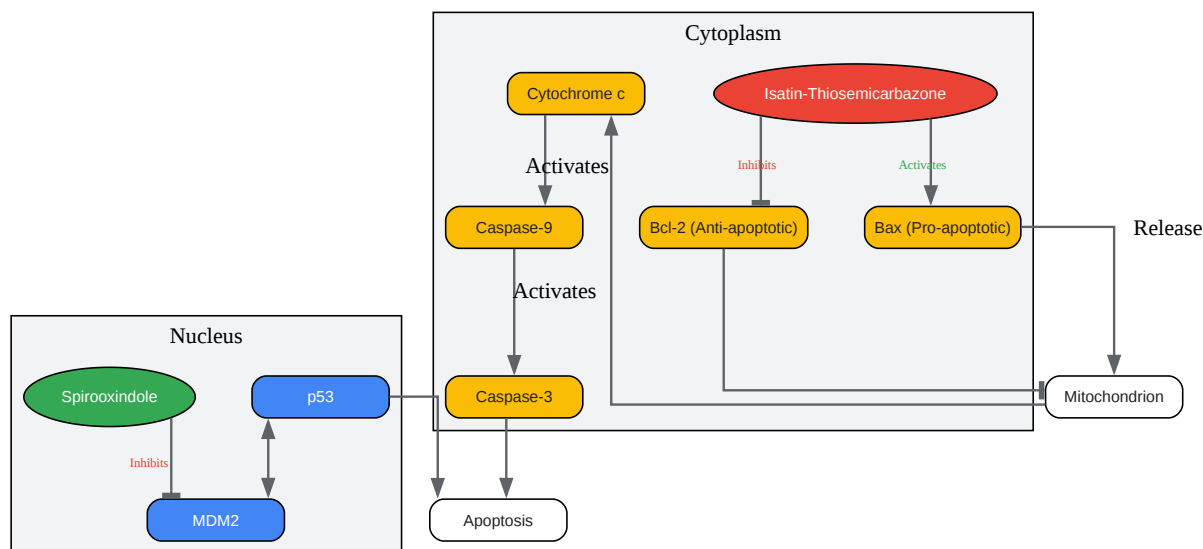 Cytoplasm
Cytochrome c
Isatin-Thiosemicarbazone
Activates
Inhibits
Activates
Caspase-9
Bcl-2 (Anti-apoptotic)
Bax (Pro-apoptotic)
Release
Activates
Nucleus
Spirooxindole
p53
Caspase-3
Mitochondrion
Inhibits
MDM2
Apoptosis